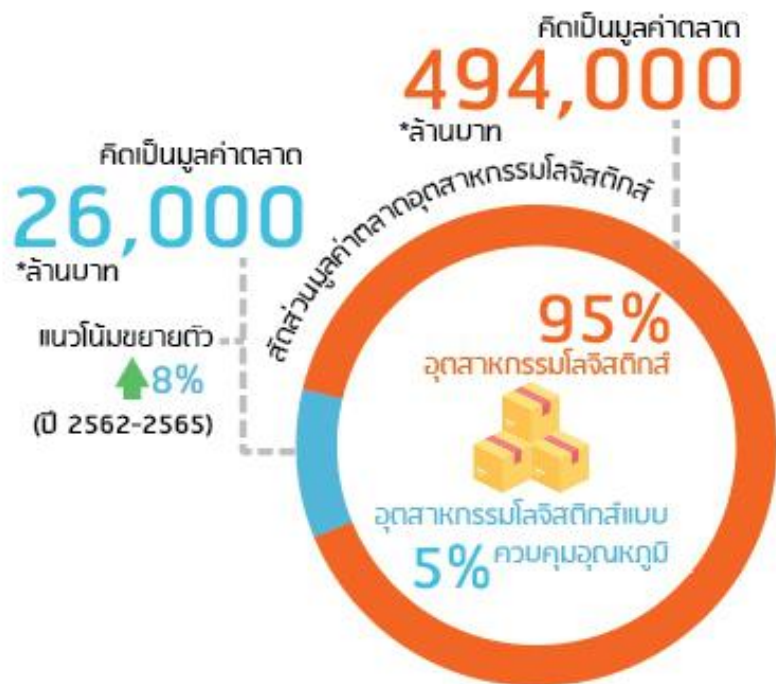 คิดเป็นมูลค่าตลาด
494,000
*ล้านบาท
คิดเป็นมูลค่าตลาด
26,000
*ล้านบาท
แนวโน้มขยายตัว
8%
(ปี 2562-2565)
สัดส่วนมูลค่าตลาดอุตสาหกรรมโลจิสติกส์
95%
อุตสาหกรรมโลจิสติกส์
อุตสาหกรรมโลจิสติกส์แบบ
5% ควบคุมอุณหภูมิ